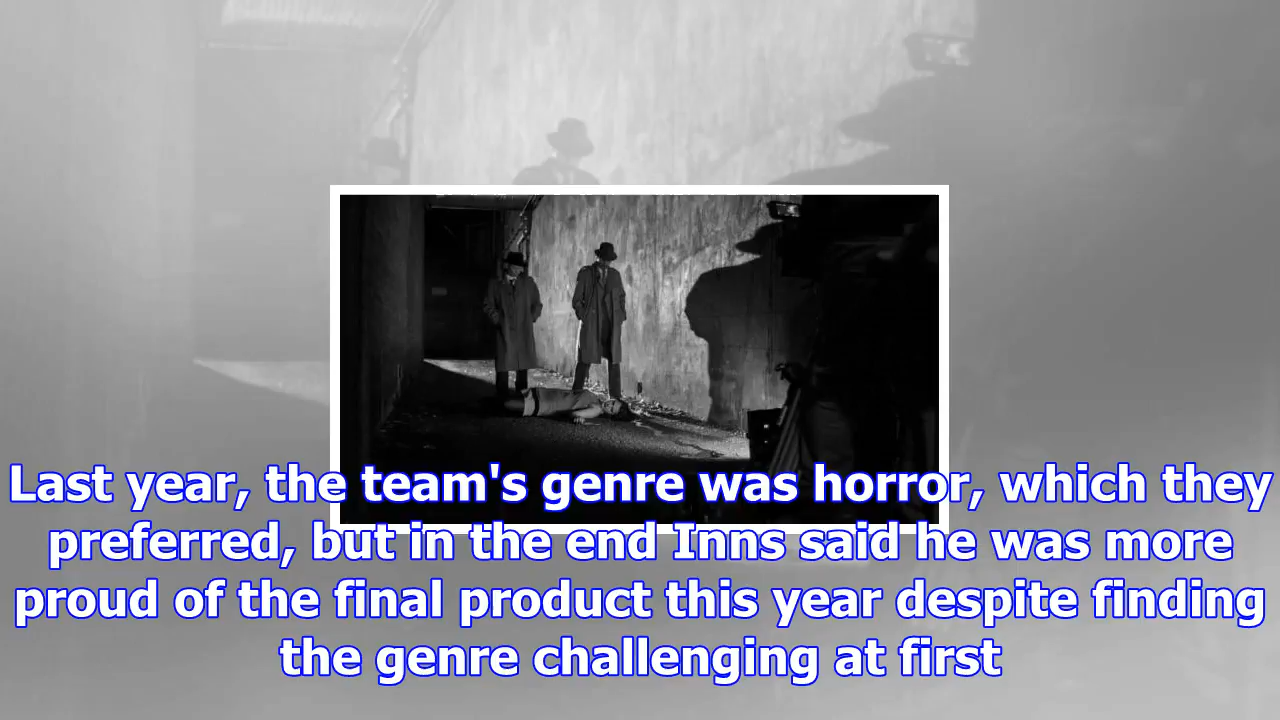 Last year, the team's genre was horror, which they
preferred, but in the end Inns said he was more
proud of the final product this year despite finding
the genre challenging at first